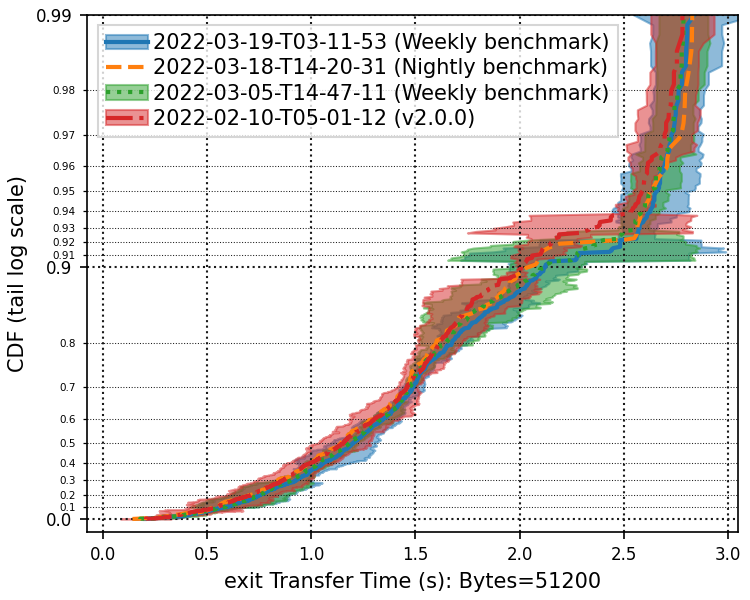 0.99
2022-03-19-T03-11-53 (Weekly benchmark)
2022-03-18-T14-20-31 (Nightly benchmark)
2022-03-05-T14-47-11 (Weekly benchmark)
2022-02-10-T05-01-12 (v2.0.0)
0.98
0.97
0.96
0.95
0.94
0.93
0.92
0.91
0.9
0.8
0.7
0.6
0.5
0.4
0.3
0.2
0.1
0.0
CDF (tail log scale)
0.0 0.5 1.0 1.5 2.0 2.5 3.0
exit Transfer Time (s): Bytes=51200